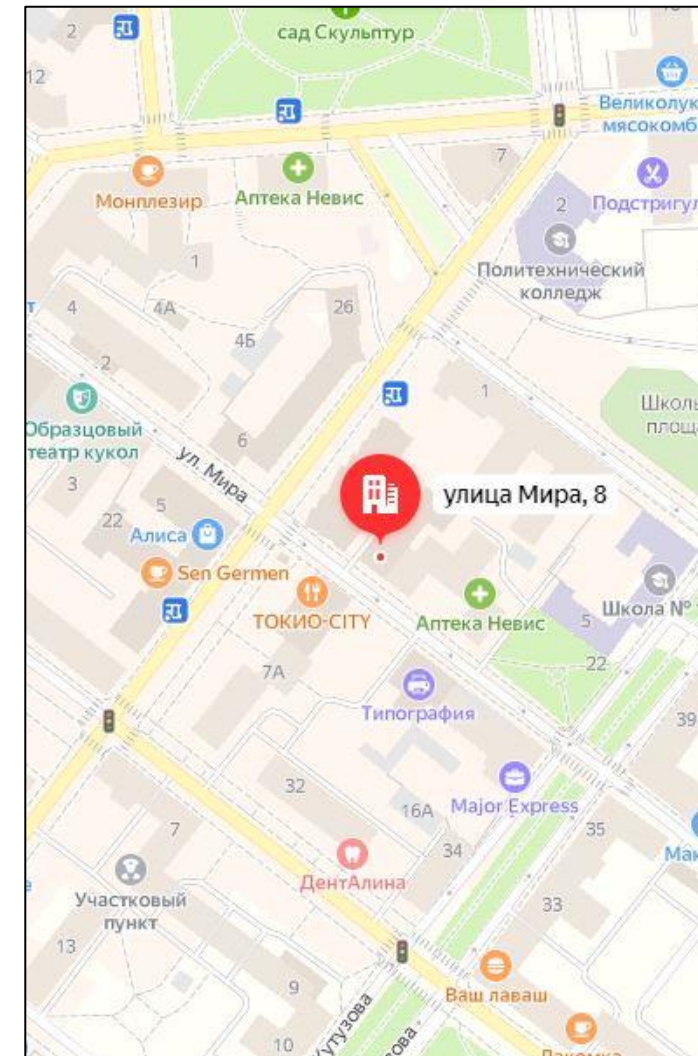 2
сад Скульптур
12
Великолук
мясокомб
7
Монплезир
Аптека Невис
2
Подстригул
1
Политехнический
колледж
4
4А
26
4Б
2
1
Школь
площа
Образцовый
театр кукол
6
ул. Мира
3
улица Мира, 8
5
22
Алиса
Sen Germen
ТОКИО-CITY
Аптека Невис
Школа №
5
22
7А
Типография
39
32
16А
Major Express
7
34
35
Мак
ДентАлина
Участковый
пункт
33
13
9
Ваш лаваш
10